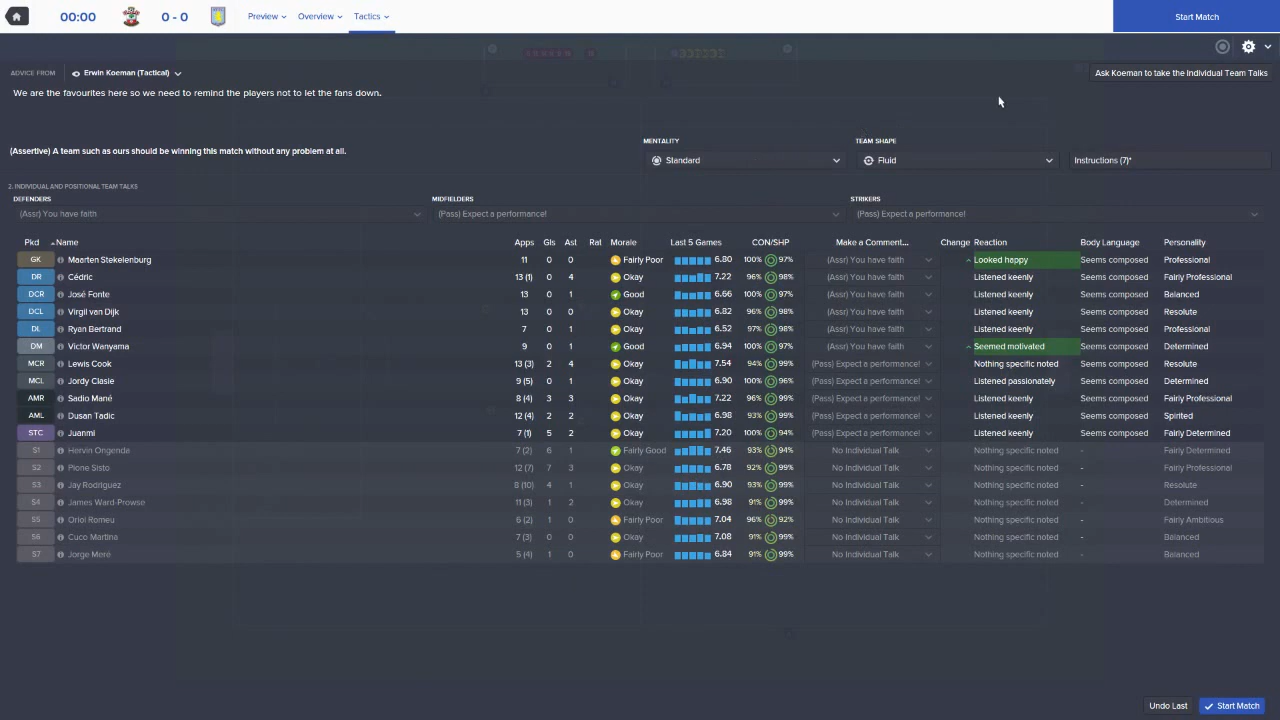 00:00 0 - 0 Preview Overview Tactics Start Match
ADVICE FROM Erwin Koeman (Tactical) Ask Koeman to take the Individual Team Talks
We are the favourites here so we need to remind the players not to let the fans down.
MENTALITY TEAM SHAPE
(Assertive) A team such as ours should be winning this match without any problem at all.
Standard Fluid Instructions (7)*
2. INDIVIDUAL AND POSITIONAL TEAM TALKS
DEFENDERS MIDFIELDERS STRIKERS
(Assr) You have faith (Pass) Expect a performance! (Pass) Expect a performance!
Pkd Name Apps Gls Ast Rat Morale Last 5 Games CON/SHP Make a Comment... Change Reaction Body Language Personality
GK Maarten Stekelenburg 11 0 0 Fairly Poor 6.80 100% 97% (Assr) You have faith Looked happy Seems composed Professional
DR Cédric 13 (1) 0 4 Okay 7.22 96% 98% (Assr) You have faith Listened keenly Seems composed Fairly Professional
DCR José Fonte 13 0 1 Good 6.66 100% 97% (Assr) You have faith Listened keenly Seems composed Balanced
DCL Virgil van Dijk 13 0 0 Okay 6.82 96% 98% (Assr) You have faith Listened keenly Seems composed Resolute
DL Ryan Bertrand 7 0 1 Okay 6.52 97% 98% (Assr) You have faith Listened keenly Seems composed Professional
DM Victor Wanyama 9 0 1 Good 6.94 100% 97% (Assr) You have faith Seemed motivated Seems composed Determined
MCR Lewis Cook 13 (3) 2 4 Okay 7.54 94% 99% (Pass) Expect a performance! Nothing specific noted Seems composed Resolute
MCL Jordy Clasie 9 (5) 0 1 Okay 6.90 100% 96% (Pass) Expect a performance! Listened passionately Seems composed Determined
AMR Sadio Mané 8 (4) 3 3 Okay 7.22 96% 99% (Pass) Expect a performance! Listened keenly Seems composed Fairly Professional
AML Dusan Tadic 12 (4) 2 2 Okay 6.98 93% 99% (Pass) Expect a performance! Listened keenly Seems composed Spirited
STC Juanmi 7 (1) 5 2 Okay 7.20 100% 94% (Pass) Expect a performance! Listened keenly Seems composed Fairly Determined
S1 Hervin Ongenda 7 (2) 6 1 Fairly Good 7.46 93% 94% No Individual Talk Nothing specific noted - Fairly Determined
S2 Pione Sisto 12 (7) 7 3 Okay 6.78 92% 99% No Individual Talk Nothing specific noted - Fairly Professional
S3 Jay Rodriguez 8 (10) 4 1 Okay 6.90 93% 99% No Individual Talk Nothing specific noted - Resolute
S4 James Ward-Prowse 11 (3) 1 2 Okay 6.98 91% 99% No Individual Talk Nothing specific noted - Determined
S5 Oriol Romeu 6 (2) 1 0 Fairly Poor 7.04 96% 92% No Individual Talk Nothing specific noted - Fairly Ambitious
S6 Cuco Martina 7 (3) 0 0 Okay 7.08 91% 99% No Individual Talk Nothing specific noted - Balanced
S7 Jorge Meré 5 (4) 1 0 Fairly Poor 6.84 91% 99% No Individual Talk Nothing specific noted - Balanced
Undo Last Start Match